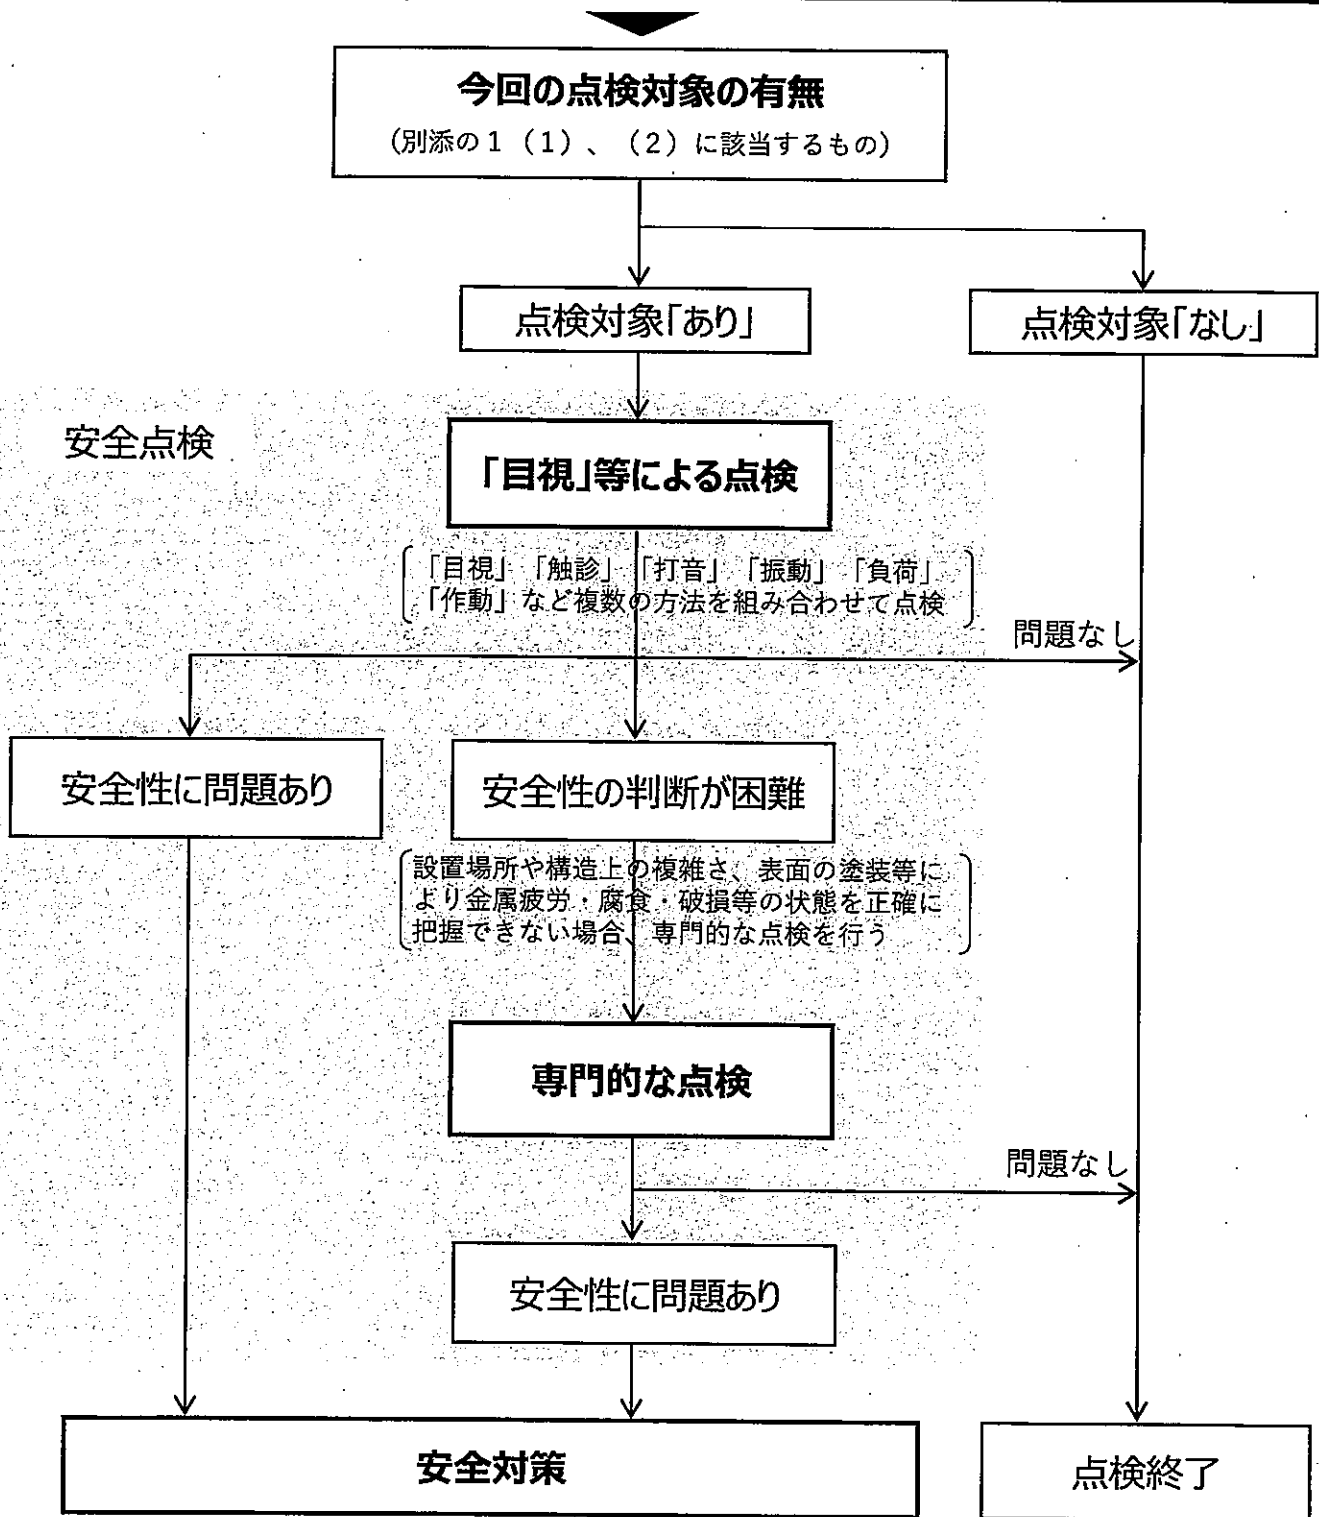 今回の点検対象の有無
（別添の１（１）、（２）に該当するもの）
点検対象「あり」
点検対象「なし」
安全点検
「目視」等による点検
「目視」「触診」「打音」「振動」「負荷」
「作動」など複数の方法を組み合わせて点検
問題なし
安全性に問題あり
安全性の判断が困難
設置場所や構造上の複雑さ、表面の塗装等に
より金属疲労・腐食・破損等の状態を正確に
把握できない場合、専門的な点検を行う
専門的な点検
問題なし
安全性に問題あり
安全対策
点検終了